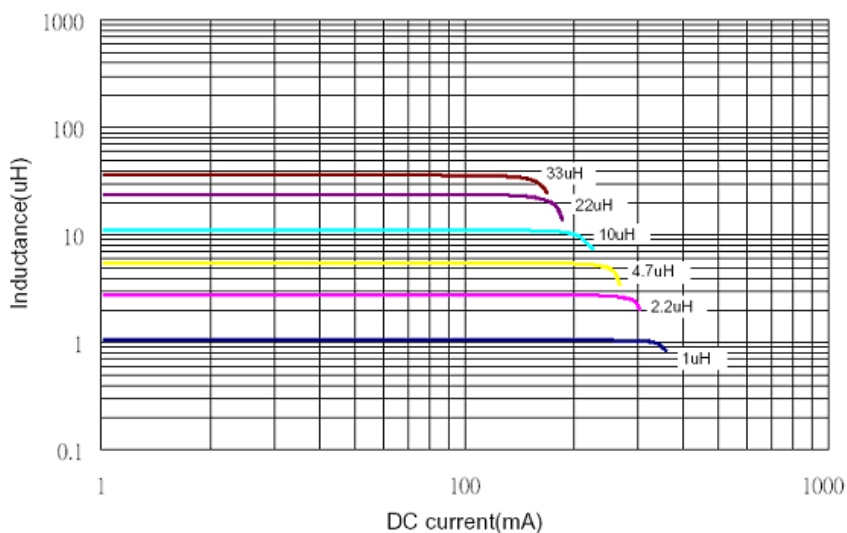 1000
100
10
1
0.1
Inductance(uH)
33uH
22uH
10uH
4.7uH
2.2uH
1uH
1
100
1000
DC current(mA)